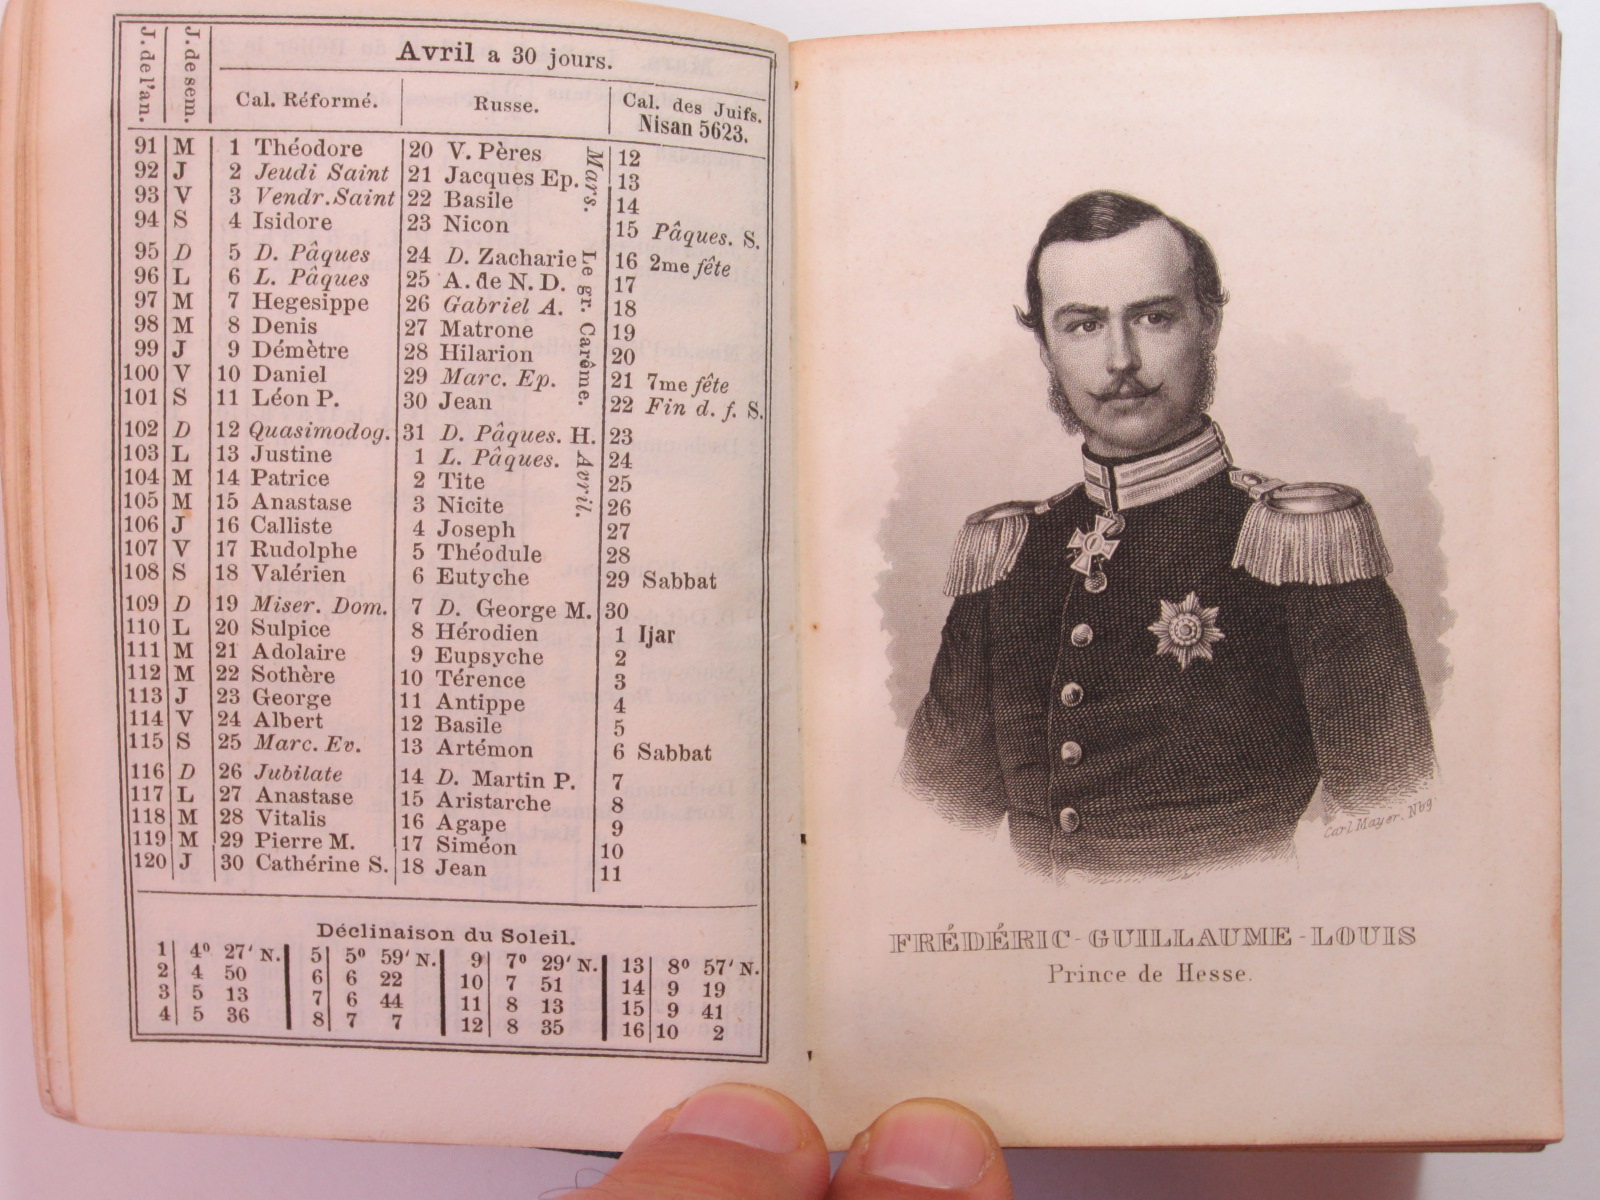 Avril a 30 jours.
J. de l'an. J. de sem. Cal. Réformé. Russe. Cal. des Juifs. Nisan 5623.
91 M 1 Théodore 20 V. Pères Mars. 12
92 J 2 Jeudi Saint 21 Jacques Ep. 13
93 V 3 Vendr. Saint 22 Basile 14
94 S 4 Isidore 23 Nicon 15 Pâques. S.
95 D 5 D. Pâques 24 D. Zacharie Le gr. Carême. 16 2me fête
96 L 6 L. Pâques 25 A. de N. D. 17
97 M 7 Hegesippe 26 Gabriel A. 18
98 M 8 Denis 27 Matrone 19
99 J 9 Démètre 28 Hilarion 20
100 V 10 Daniel 29 Marc. Ep. 21 7me fête
101 S 11 Léon P. 30 Jean 22 Fin d. f. S.
102 D 12 Quasimodog. 31 D. Pâques. H. 23
103 L 13 Justine 1 L. Pâques. Avril. 24
104 M 14 Patrice 2 Tite 25
105 M 15 Anastase 3 Nicite 26
106 J 16 Calliste 4 Joseph 27
107 V 17 Rudolphe 5 Théodule 28
108 S 18 Valérien 6 Eutyche 29 Sabbat
109 D 19 Miser. Dom. 7 D. George M. 30
110 L 20 Sulpice 8 Hérodien 1 Ijar
111 M 21 Adolaire 9 Eupsyche 2
112 M 22 Sothère 10 Térence 3
113 J 23 George 11 Antippe 4
114 V 24 Albert 12 Basile 5
115 S 25 Marc. Ev. 13 Artémon 6 Sabbat
116 D 26 Jubilate 14 D. Martin P. 7
117 L 27 Anastase 15 Aristarche 8
118 M 28 Vitalis 16 Agape 9
119 M 29 Pierre M. 17 Siméon 10
120 J 30 Cathérine S. 18 Jean 11
Déclinaison du Soleil.
1 4° 27' N. 5 5° 59' N. 9 7° 29' N. 13 8° 57' N.
2 4 50 6 6 22 10 7 51 14 9 19
3 5 13 7 6 44 11 8 13 15 9 41
4 5 36 8 7 7 12 8 35 16 10 2
Carl Mayer. Nbg
FRÉDÉRIC-GUILLAUME-LOUIS
Prince de Hesse.